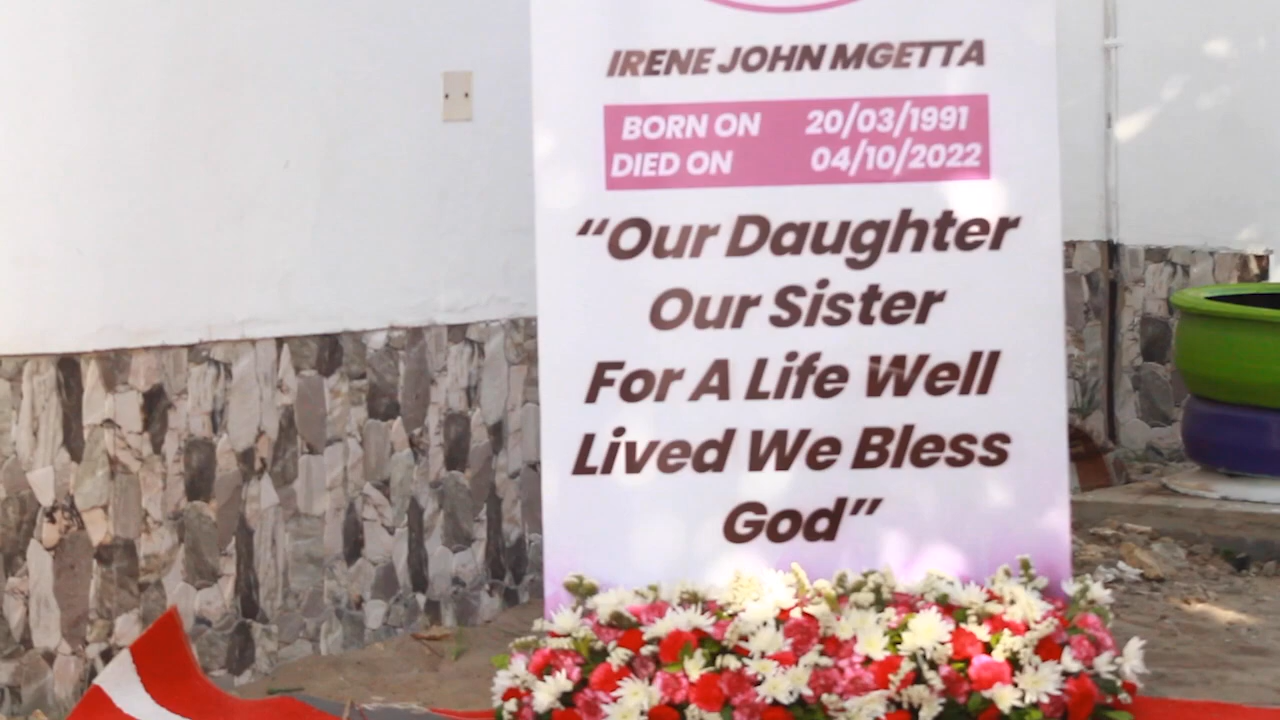 IRENE JOHN MGETTA
BORN ON 20/03/1991
DIED ON 04/10/2022
“Our Daughter
Our Sister
For A Life Well
Lived We Bless
God”